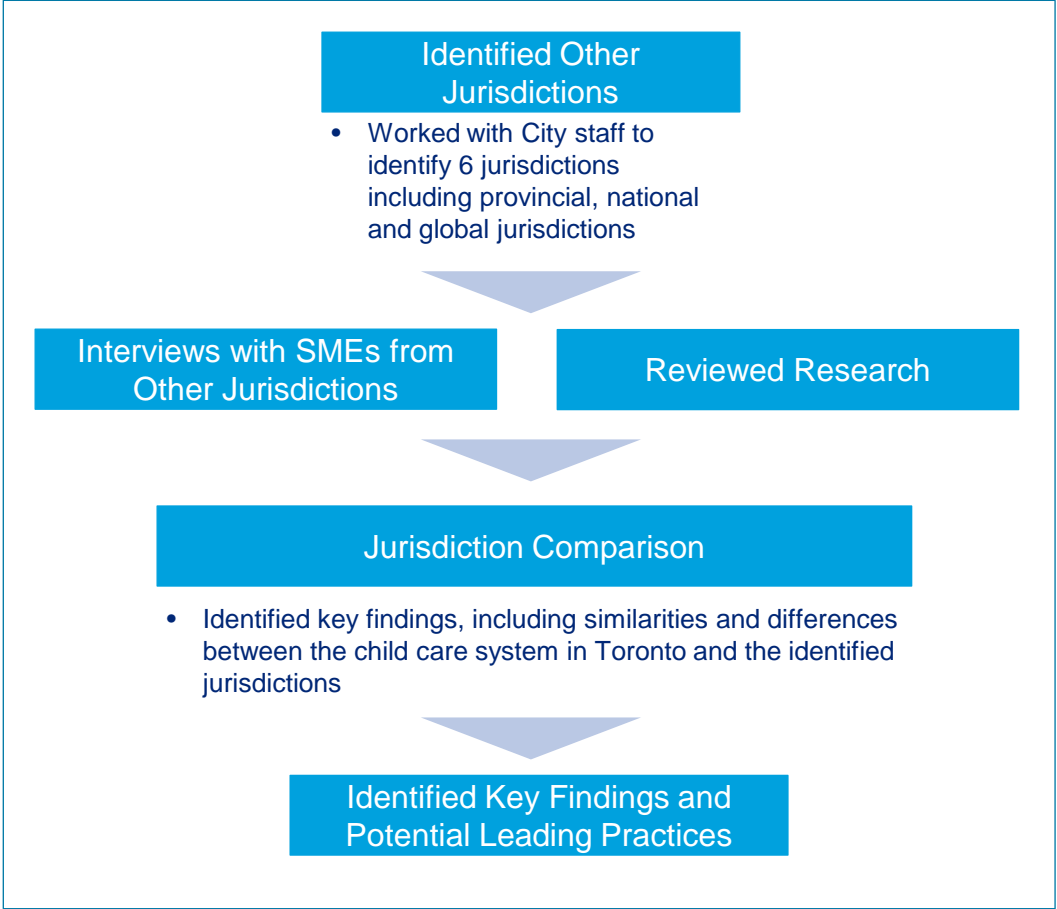 Identified Other
Jurisdictions
• Worked with City staff to
identify 6 jurisdictions
including provincial, national
and global jurisdictions
Interviews with SMEs from
Other Jurisdictions
Reviewed Research
Jurisdiction Comparison
• Identified key findings, including similarities and differences
between the child care system in Toronto and the identified
jurisdictions
Identified Key Findings and
Potential Leading Practices